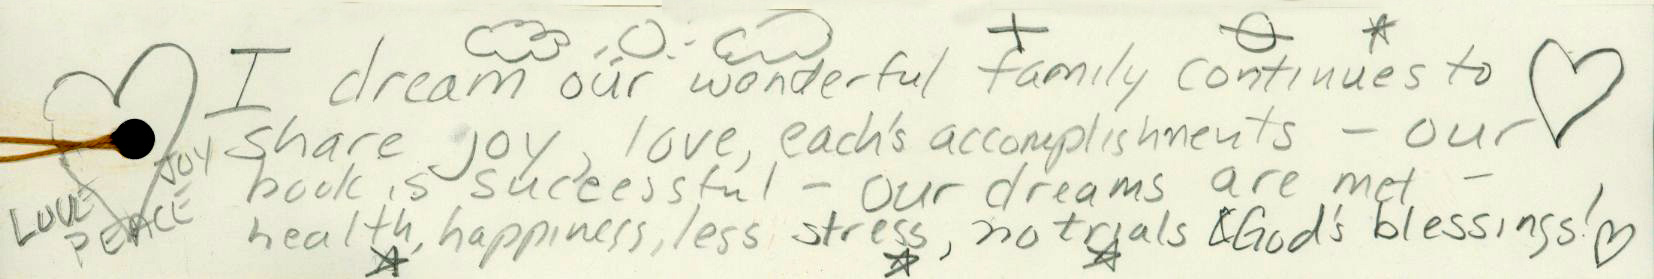 I dream our wonderful family continues to
share joy, love, each's accomplishments – our
book is successful – our dreams are met –
health, happiness, less stress, no trials & God's blessings!
LOVE
JOY
PEACE